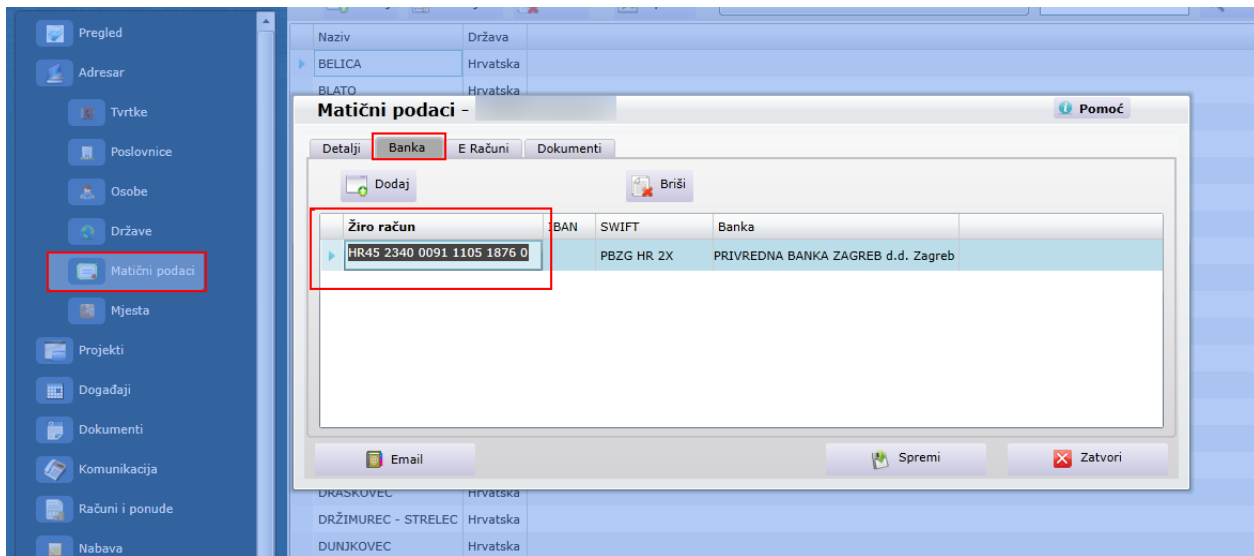 Pregled
Adresar
Tvrtke
Poslovnice
Osobe
Države
Matični podaci
Mjesta
Projekti
Događaji
Dokumenti
Komunikacija
Računi i ponude
Nabava
Naziv Država
BELICA Hrvatska
BLATO Hrvatska
Matični podaci -
Pomoć
Detalji Banka E Računi Dokumenti
Dodaj Briši
Žiro račun IBAN SWIFT Banka
HR45 2340 0091 1105 1876 0 PBZG HR 2X PRIVREDNA BANKA ZAGREB d.d. Zagreb
Email Spremi Zatvori
DRAŠKOVEC Hrvatska
DRŽIMUREC - STRELEC Hrvatska
DUNJKOVEC Hrvatska